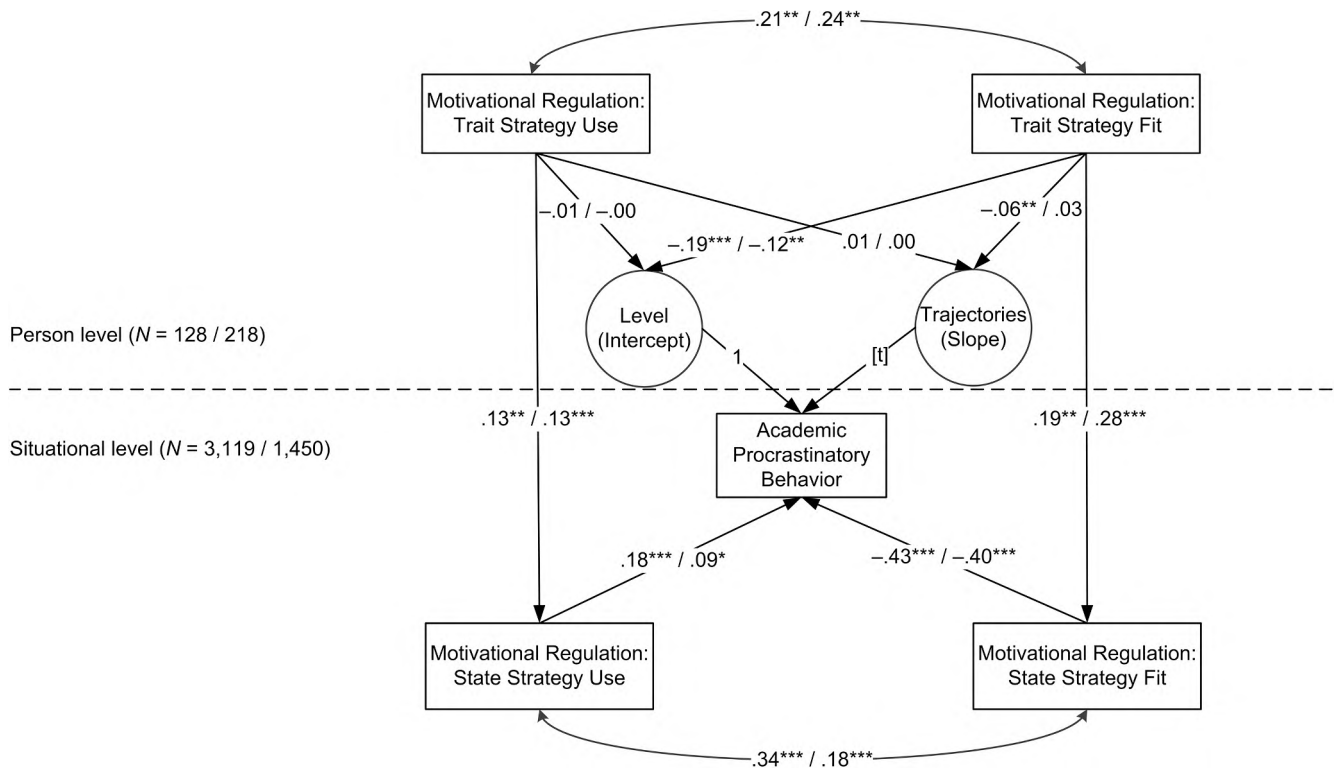 .21** / .24**
Motivational Regulation:
Trait Strategy Use
Motivational Regulation:
Trait Strategy Fit
–.01 / –.00
–.06** / .03
–.19*** / –.12**
.01 / .00
Level
(Intercept)
Trajectories
(Slope)
Person level (N = 128 / 218)
1
[t]
.13** / .13***
.19** / .28***
Academic
Procrastinatory
Behavior
Situational level (N = 3,119 / 1,450)
.18*** / .09*
–.43*** / –.40***
Motivational Regulation:
State Strategy Use
Motivational Regulation:
State Strategy Fit
.34*** / .18***